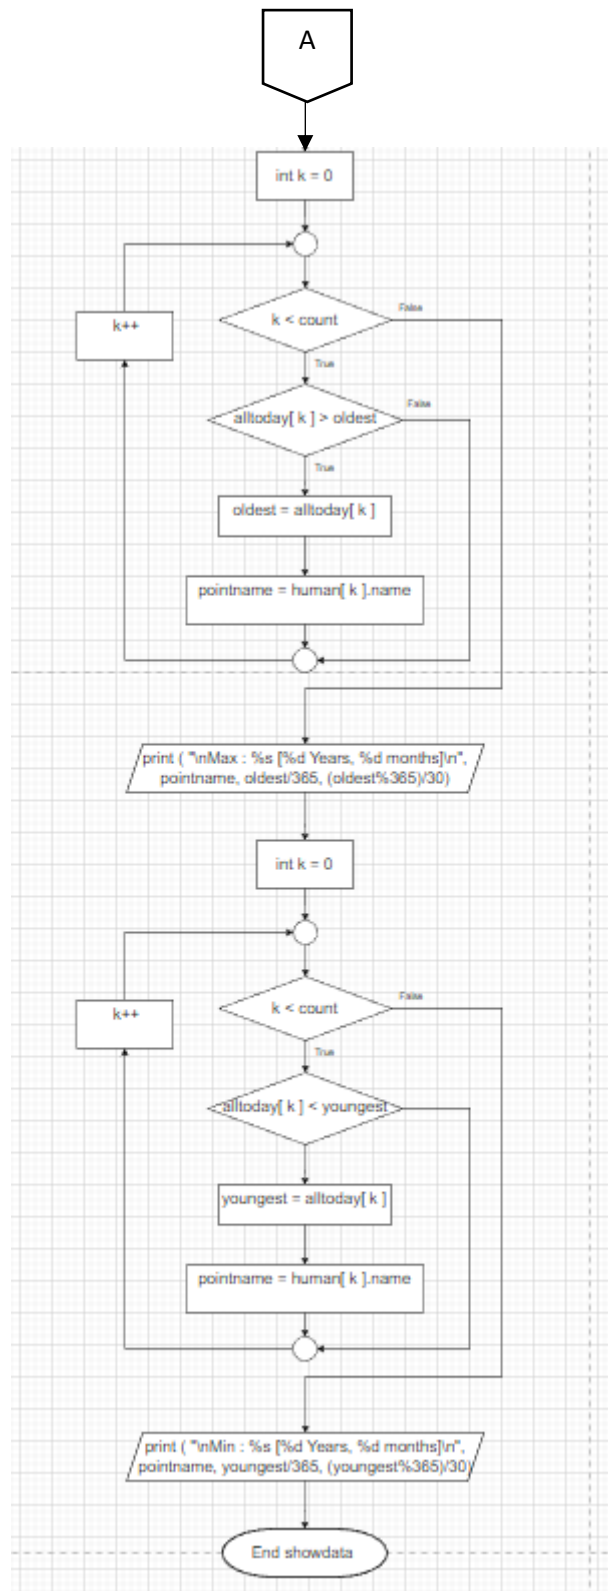 A
int k = 0
k < count
False
k++
True
alltoday[ k ] > oldest
False
True
oldest = alltoday[ k ]
pointname = human[ k ].name
print ( "\nMax : %s [%d Years, %d months]\n",
pointname, oldest/365, (oldest%365)/30)
int k = 0
k < count
False
k++
True
alltoday[ k ] < youngest
youngest = alltoday[ k ]
pointname = human[ k ].name
print ( "\nMin : %s [%d Years, %d months]\n",
pointname, youngest/365, (youngest%365)/30)
End showdata